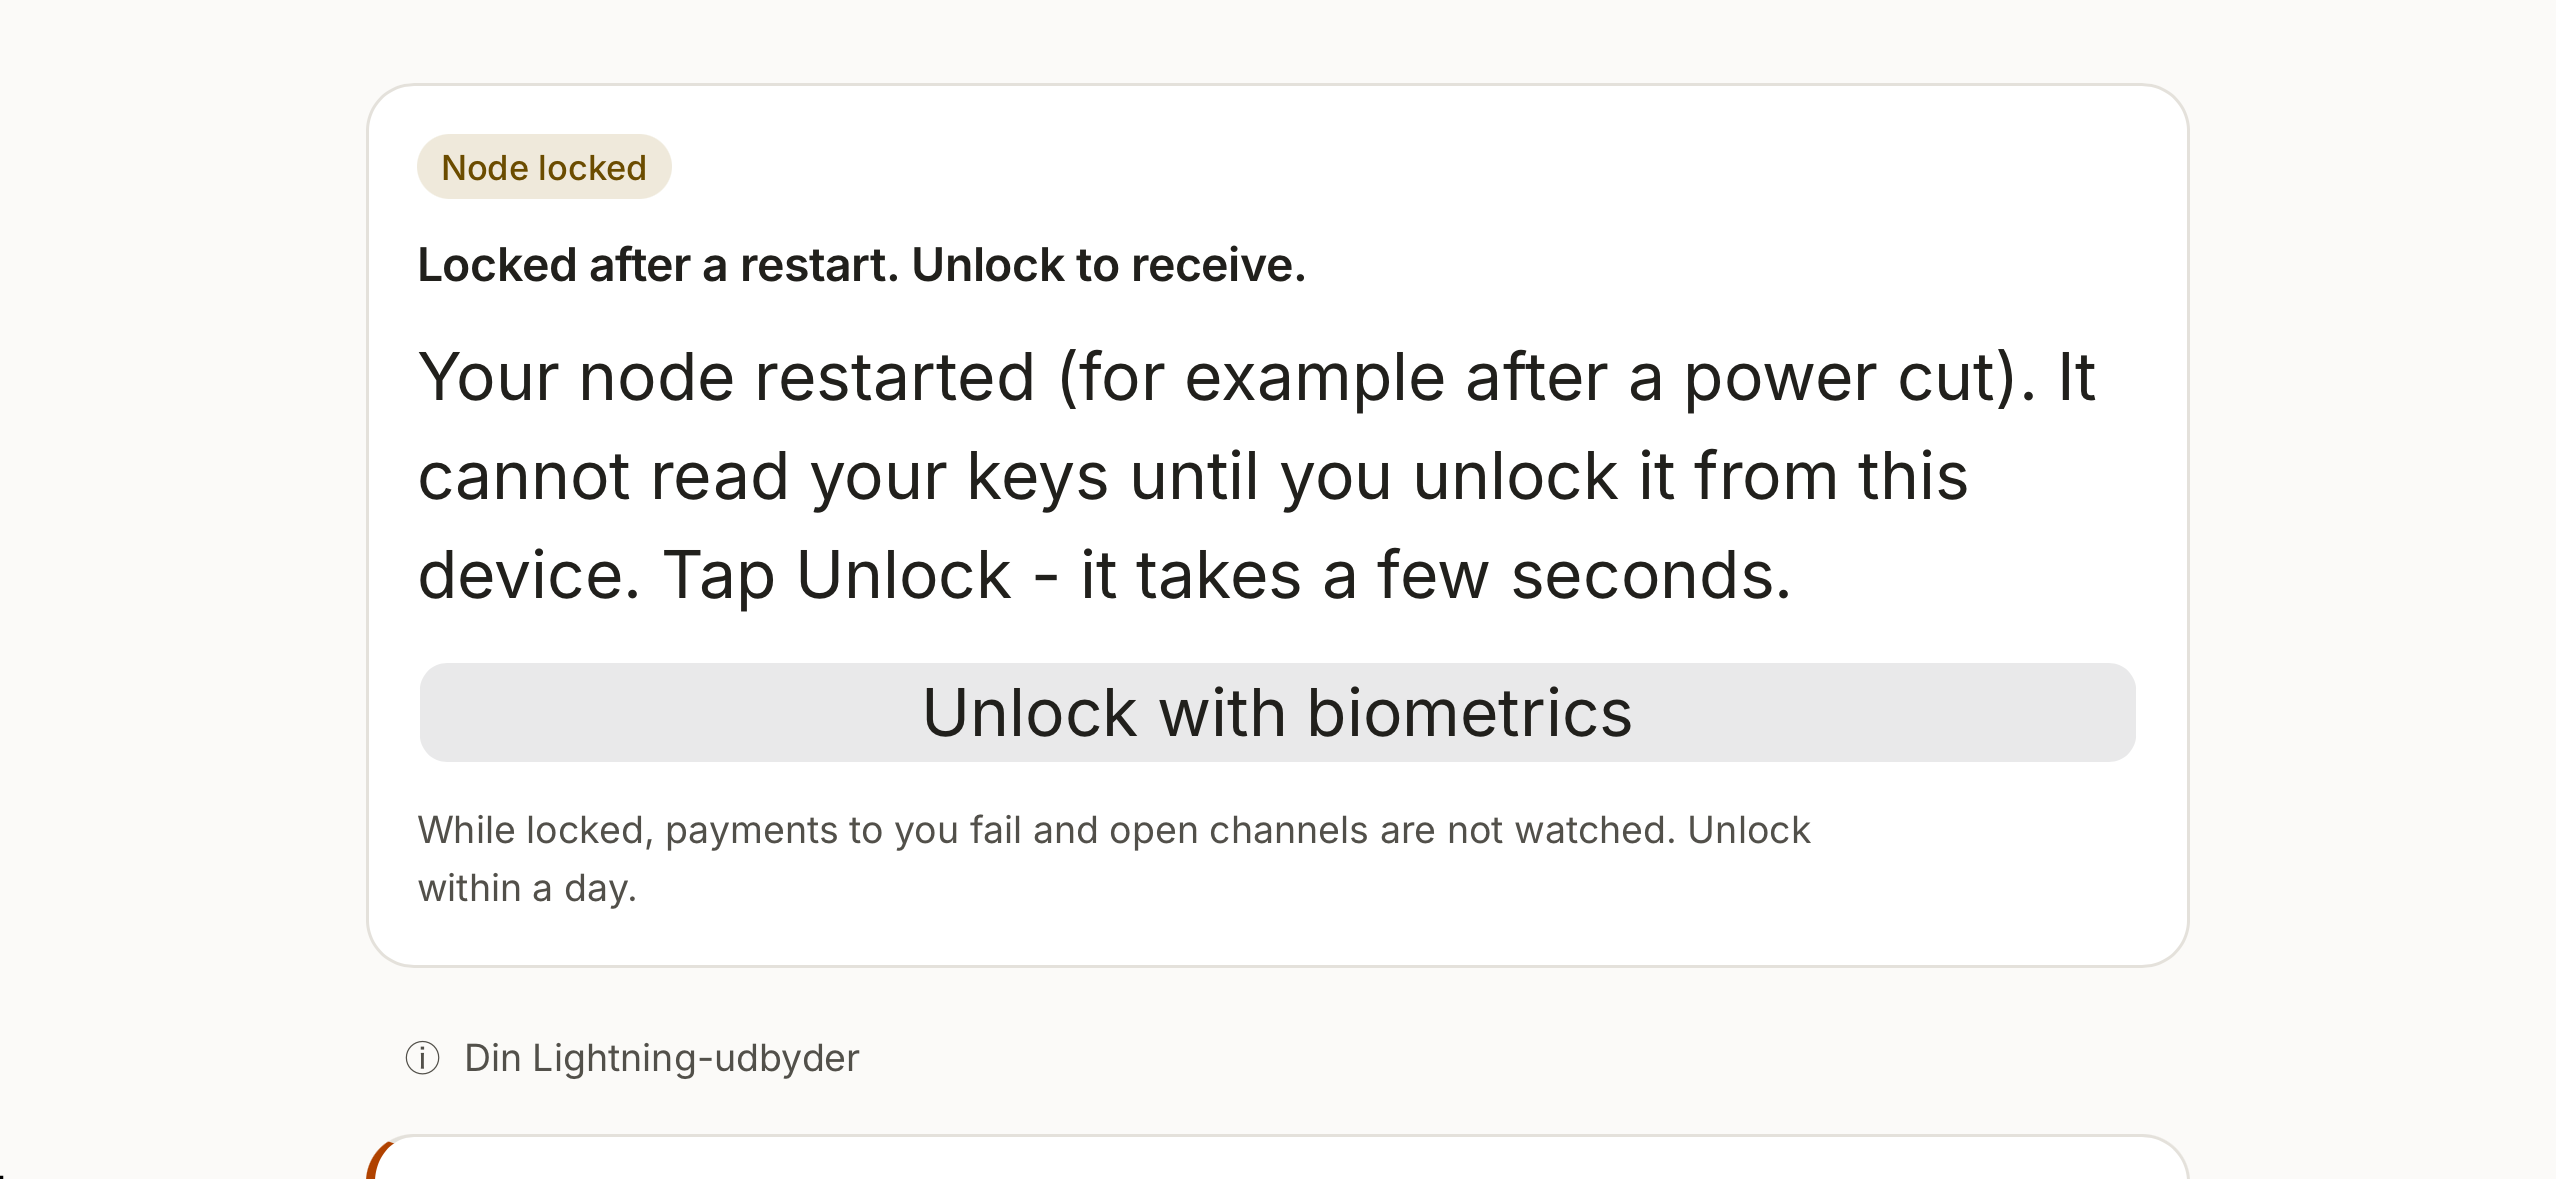 Node locked
Locked after a restart. Unlock to receive.
Your node restarted (for example after a power cut). It
cannot read your keys until you unlock it from this
device. Tap Unlock - it takes a few seconds.
Unlock with biometrics
While locked, payments to you fail and open channels are not watched. Unlock
within a day.
ⓘ Din Lightning-udbyder